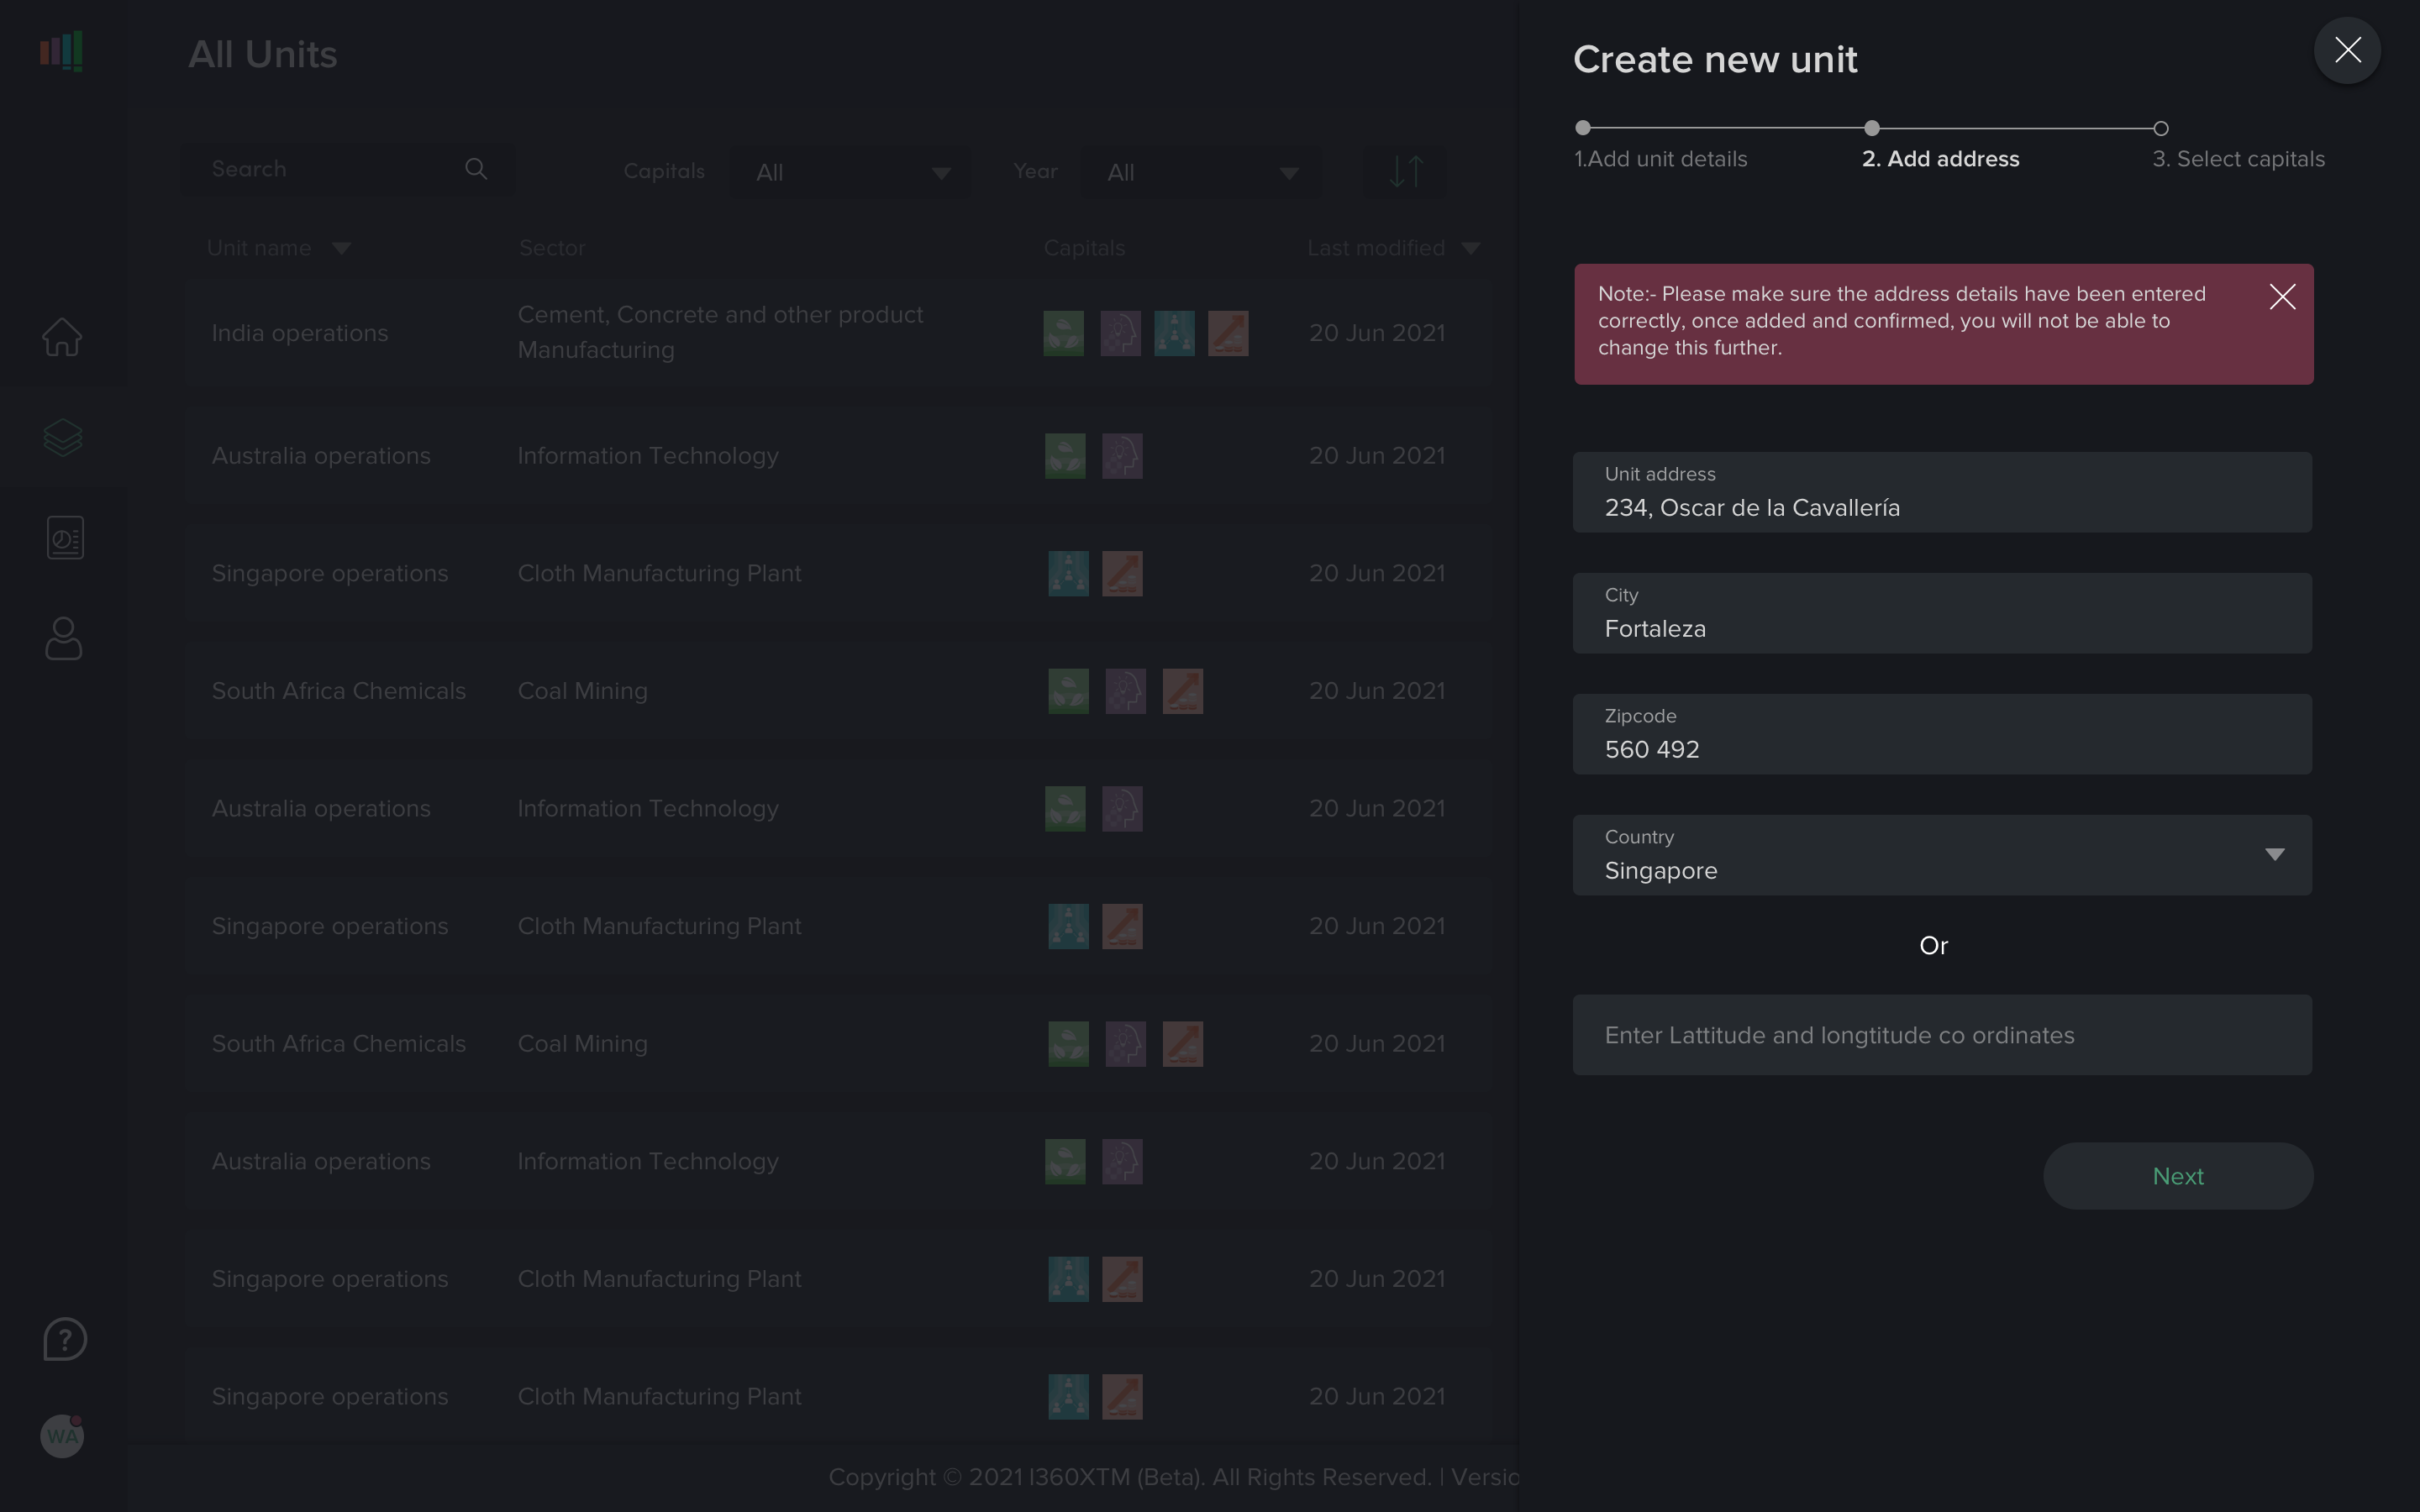 All Units
Search
Capitals
All
Year
All
Unit name
Sector
Capitals
Last modified
India operations
Cement, Concrete and other product
Manufacturing
20 Jun 2021
Australia operations
Information Technology
20 Jun 2021
Singapore operations
Cloth Manufacturing Plant
20 Jun 2021
South Africa Chemicals
Coal Mining
20 Jun 2021
Australia operations
Information Technology
20 Jun 2021
Singapore operations
Cloth Manufacturing Plant
20 Jun 2021
South Africa Chemicals
Coal Mining
20 Jun 2021
Australia operations
Information Technology
20 Jun 2021
Singapore operations
Cloth Manufacturing Plant
20 Jun 2021
Singapore operations
Cloth Manufacturing Plant
20 Jun 2021
?
WA
Copyright © 2021 I360XTM (Beta). All Rights Reserved. | Versio
Create new unit
1.Add unit details
2. Add address
3. Select capitals
Note:- Please make sure the address details have been entered
correctly, once added and confirmed, you will not be able to
change this further.
Unit address
234, Oscar de la Cavallería
City
Fortaleza
Zipcode
560 492
Country
Singapore
Or
Enter Lattitude and longtitude co ordinates
Next